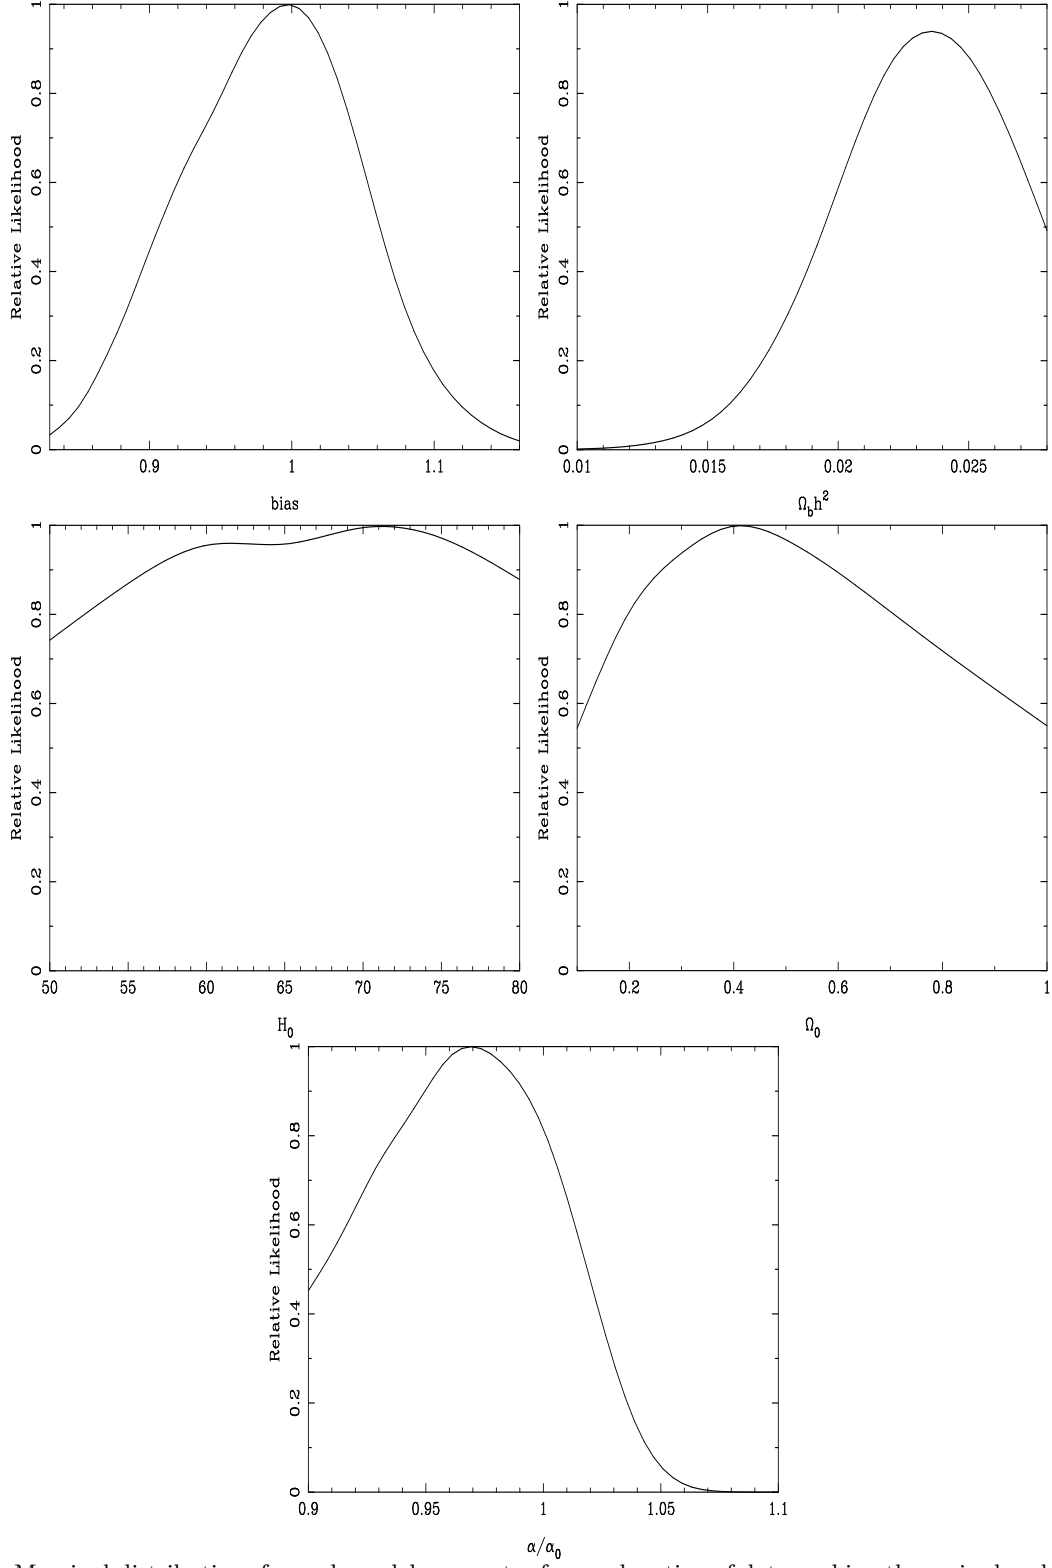 Relative Likelihood
0 0.2 0.4 0.6 0.8 1
0.9 1 1.1
bias
Relative Likelihood
0 0.2 0.4 0.6 0.8 1
0.01 0.015 0.02 0.025
Ω_b h²
Relative Likelihood
0 0.2 0.4 0.6 0.8 1
50 55 60 65 70 75 80
H₀
Relative Likelihood
0 0.2 0.4 0.6 0.8 1
0.2 0.4 0.6 0.8 1
Ω₀
Relative Likelihood
0 0.2 0.4 0.6 0.8 1
0.9 0.95 1 1.05 1.1
α/α₀